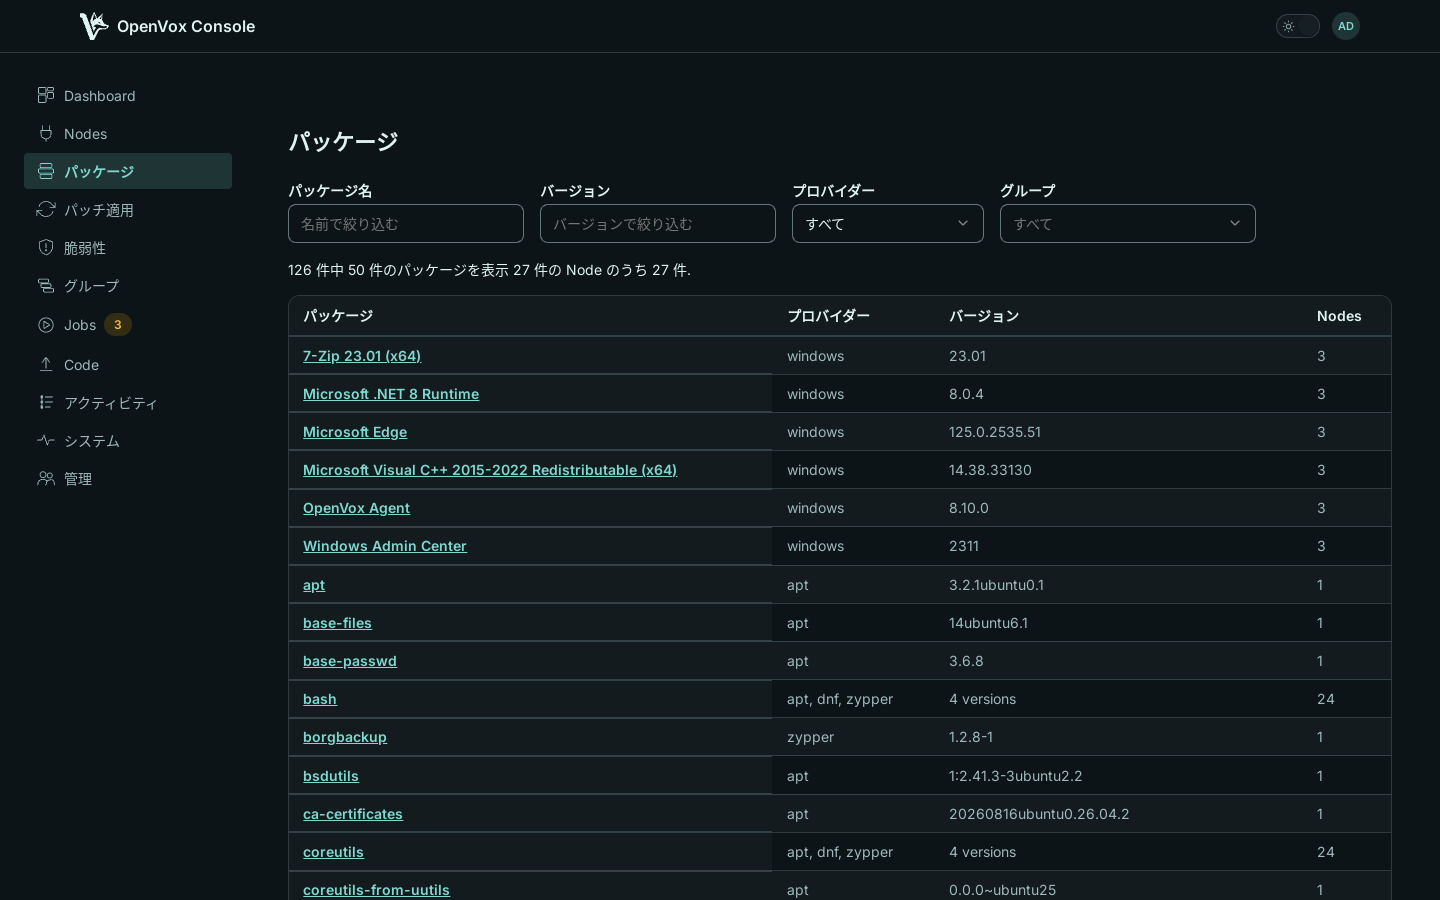 OpenVox Console
AD
Dashboard
Nodes
パッケージ
パッチ適用
脆弱性
グループ
Jobs 3
Code
アクティビティ
システム
管理
パッケージ
パッケージ名 バージョン プロバイダー グループ
名前で絞り込む バージョンで絞り込む すべて すべて
126 件中 50 件のパッケージを表示 27 件の Node のうち 27 件.
パッケージ プロバイダー バージョン Nodes
7-Zip 23.01 (x64) windows 23.01 3
Microsoft .NET 8 Runtime windows 8.0.4 3
Microsoft Edge windows 125.0.2535.51 3
Microsoft Visual C++ 2015-2022 Redistributable (x64) windows 14.38.33130 3
OpenVox Agent windows 8.10.0 3
Windows Admin Center windows 2311 3
apt apt 3.2.1ubuntu0.1 1
base-files apt 14ubuntu6.1 1
base-passwd apt 3.6.8 1
bash apt, dnf, zypper 4 versions 24
borgbackup zypper 1.2.8-1 1
bsdutils apt 1:2.41.3-3ubuntu2.2 1
ca-certificates apt 20260816ubuntu0.26.04.2 1
coreutils apt, dnf, zypper 4 versions 24
coreutils-from-uutils apt 0.0.0~ubuntu25 1